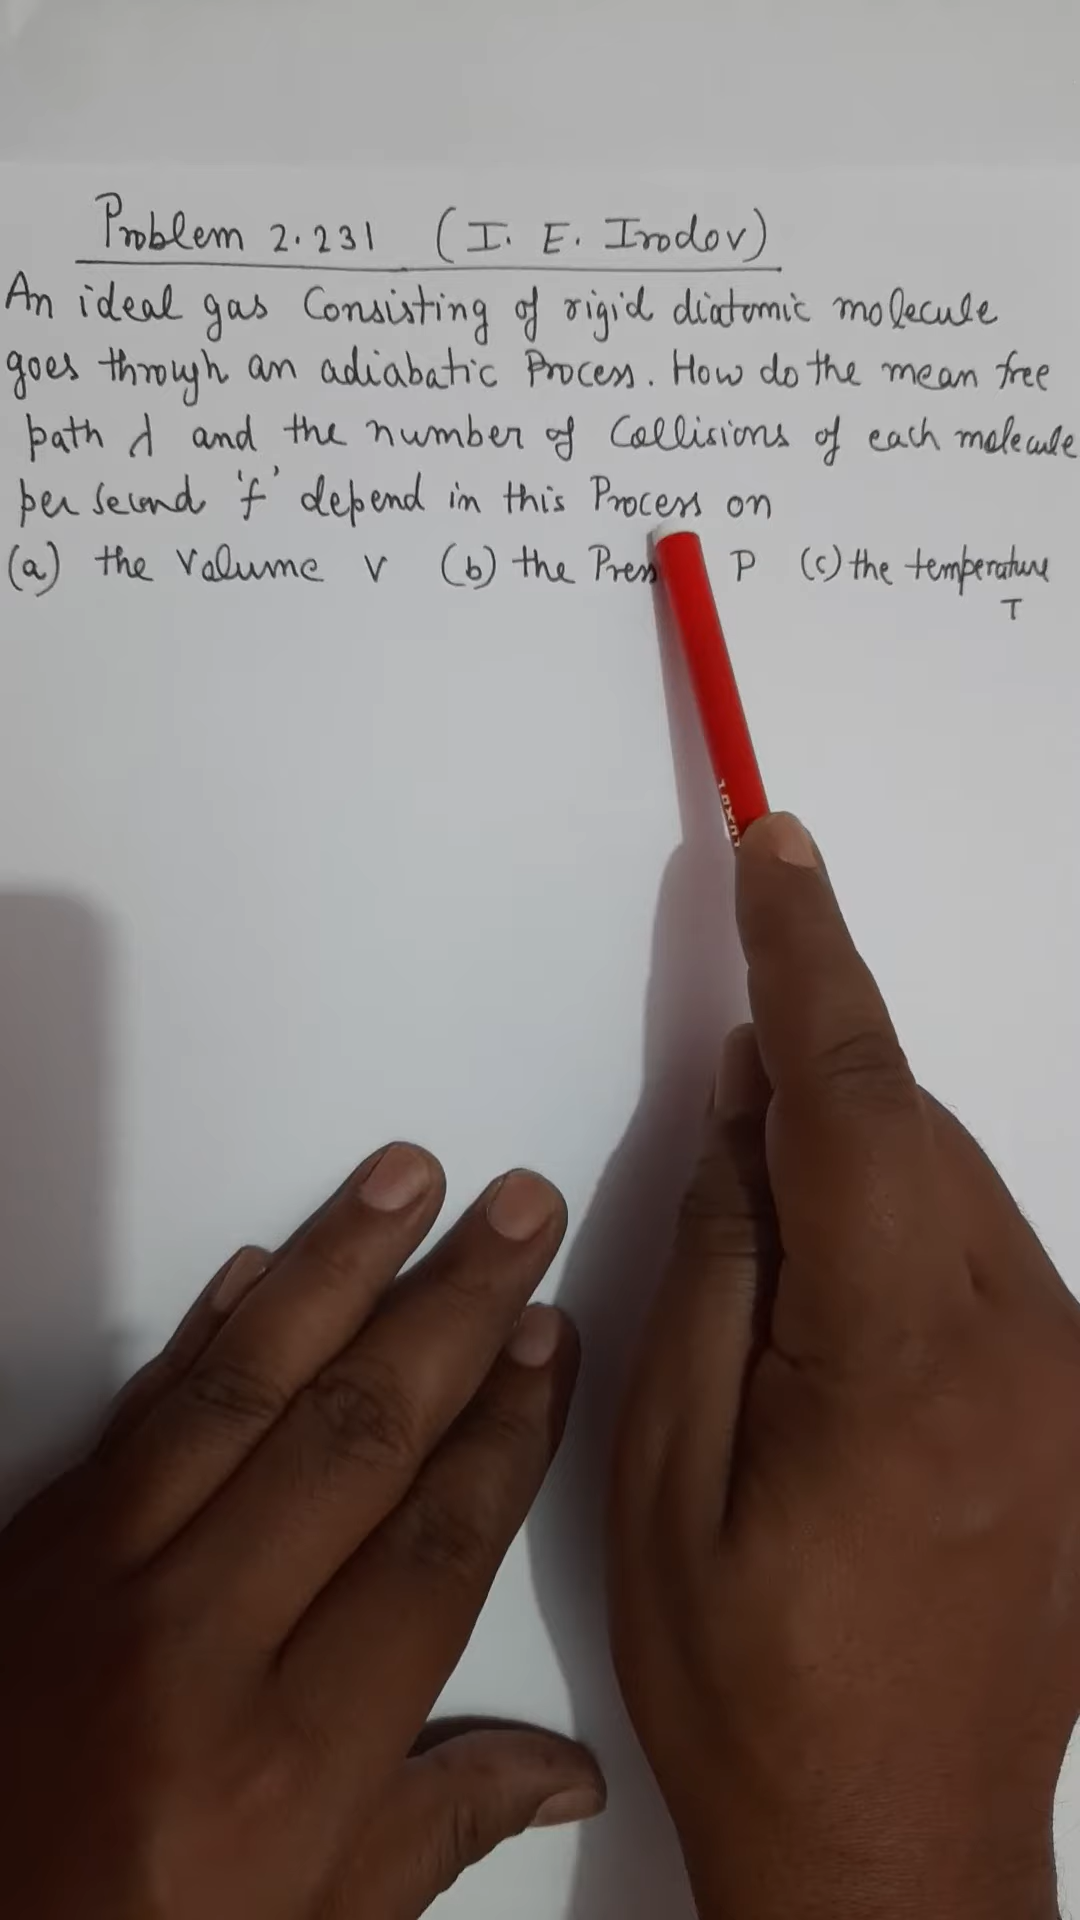 Problem 2.231 (I. E. Irodov)
An ideal gas Consisting of rigid diatomic molecule
goes through an adiabatic Process. How do the mean free
path λ and the number of Collisions of each molecule
per second 'f' depend in this Process on
(a) the Volume V (b) the Press P (c) the temperature
T
LUXOR